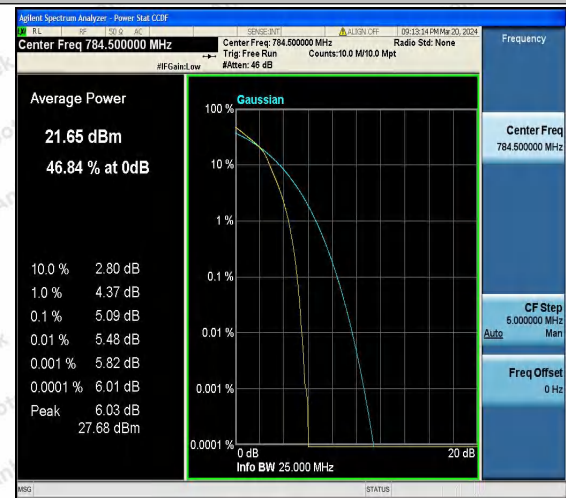 Agilent Spectrum Analyzer - Power Stat CCDF
RL RF 50 Ω AC SENSE:INT ALIGN OFF 09:13:14 PM Mar 20, 2024
Center Freq 784.500000 MHz
Center Freq: 784.500000 MHz Radio Std: None
Trig: Free Run Counts:10.0 M/10.0 Mpt
#IFGain:Low #Atten: 46 dB
Frequency
Average Power
21.65 dBm
46.84 % at 0dB
10.0 % 2.80 dB
1.0 % 4.37 dB
0.1 % 5.09 dB
0.01 % 5.48 dB
0.001 % 5.82 dB
0.0001 % 6.01 dB
Peak 6.03 dB
27.68 dBm
Gaussian
100 %
10 %
1 %
0.1 %
0.01 %
0.001 %
0.0001 %
0 dB 20 dB
Info BW 25.000 MHz
Center Freq
784.500000 MHz
CF Step
5.000000 MHz
Auto Man
Freq Offset
0 Hz
MSG STATUS